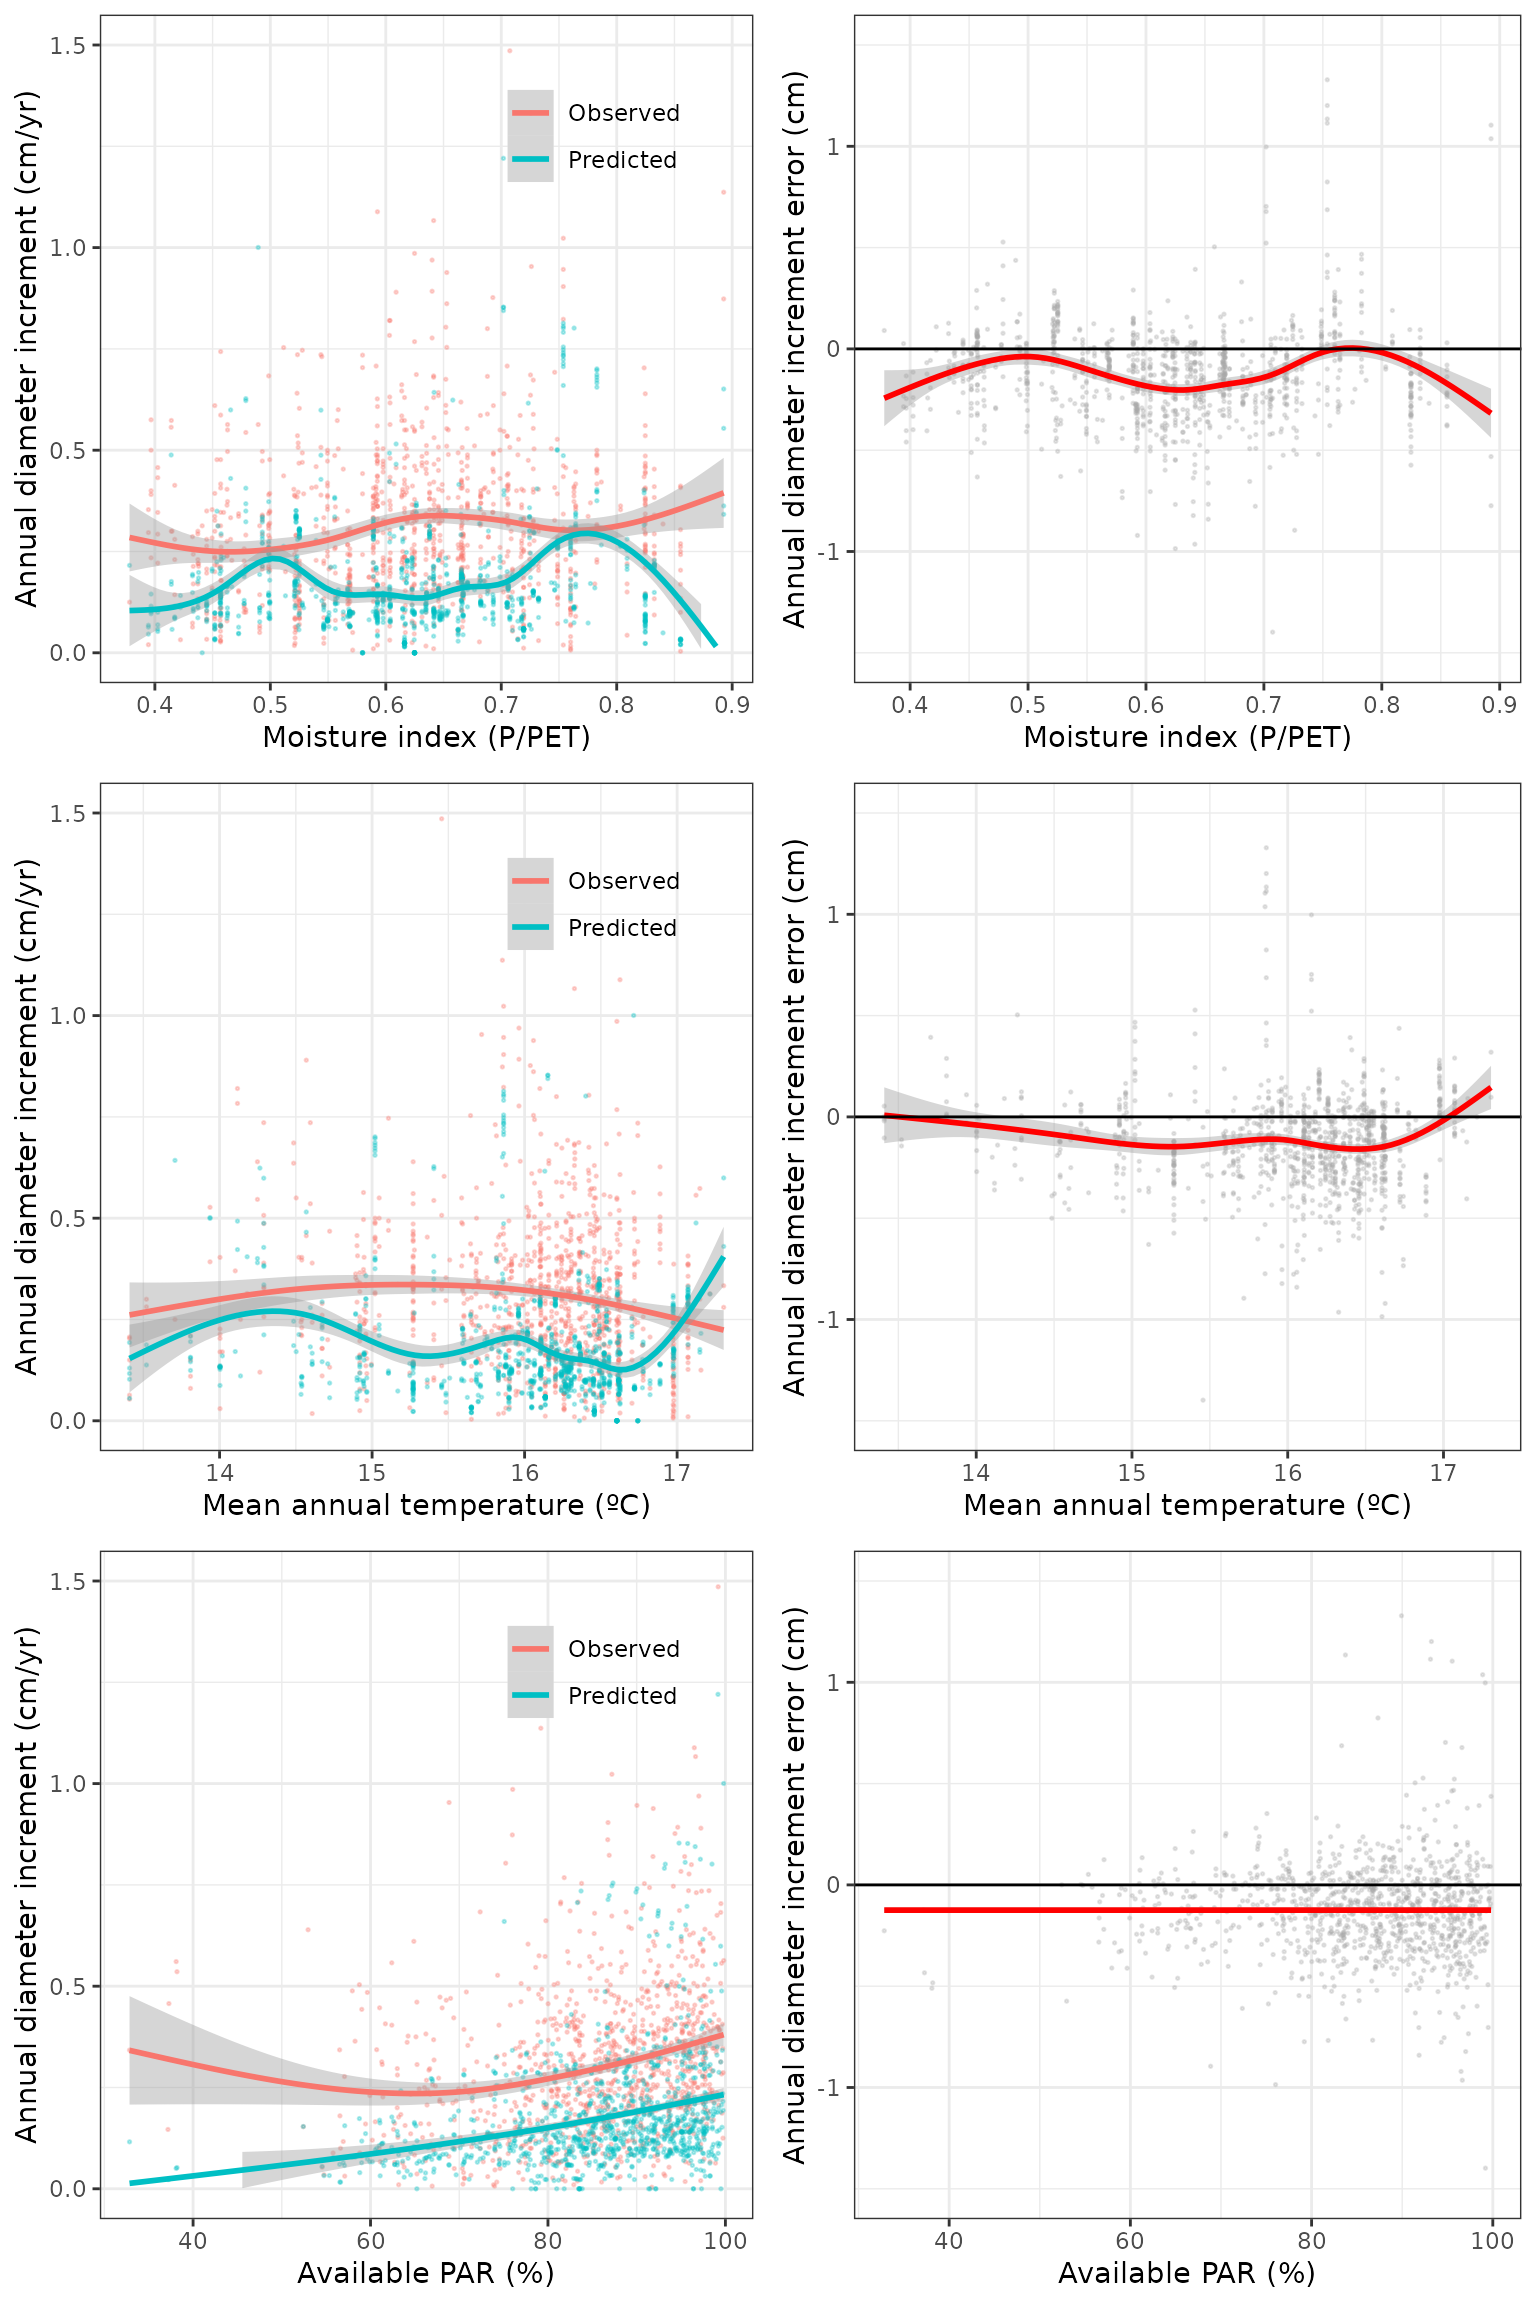 Annual diameter increment (cm/yr)
1.5
1.0
0.5
0.0
Observed
Predicted
0.4 0.5 0.6 0.7 0.8 0.9
Moisture index (P/PET)
Annual diameter increment error (cm)
1
0
-1
0.4 0.5 0.6 0.7 0.8 0.9
Moisture index (P/PET)
Annual diameter increment (cm/yr)
1.5
1.0
0.5
0.0
Observed
Predicted
14 15 16 17
Mean annual temperature (ºC)
Annual diameter increment error (cm)
1
0
-1
14 15 16 17
Mean annual temperature (ºC)
Annual diameter increment (cm/yr)
1.5
1.0
0.5
0.0
Observed
Predicted
40 60 80 100
Available PAR (%)
Annual diameter increment error (cm)
1
0
-1
40 60 80 100
Available PAR (%)